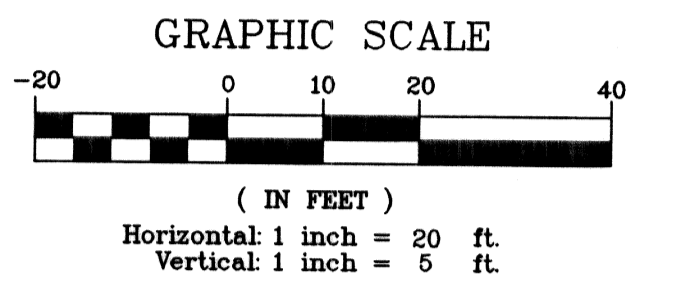 GRAPHIC SCALE
-20 0 10 20 40
( IN FEET )
Horizontal: 1 inch = 20 ft.
Vertical: 1 inch = 5 ft.